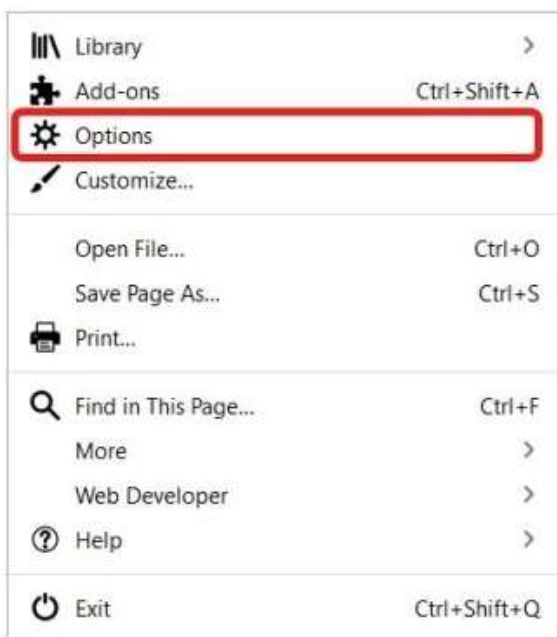 Library
Add-ons Ctrl+Shift+A
Options
Customize...
Open File... Ctrl+O
Save Page As... Ctrl+S
Print...
Find in This Page... Ctrl+F
More
Web Developer
Help
Exit Ctrl+Shift+Q